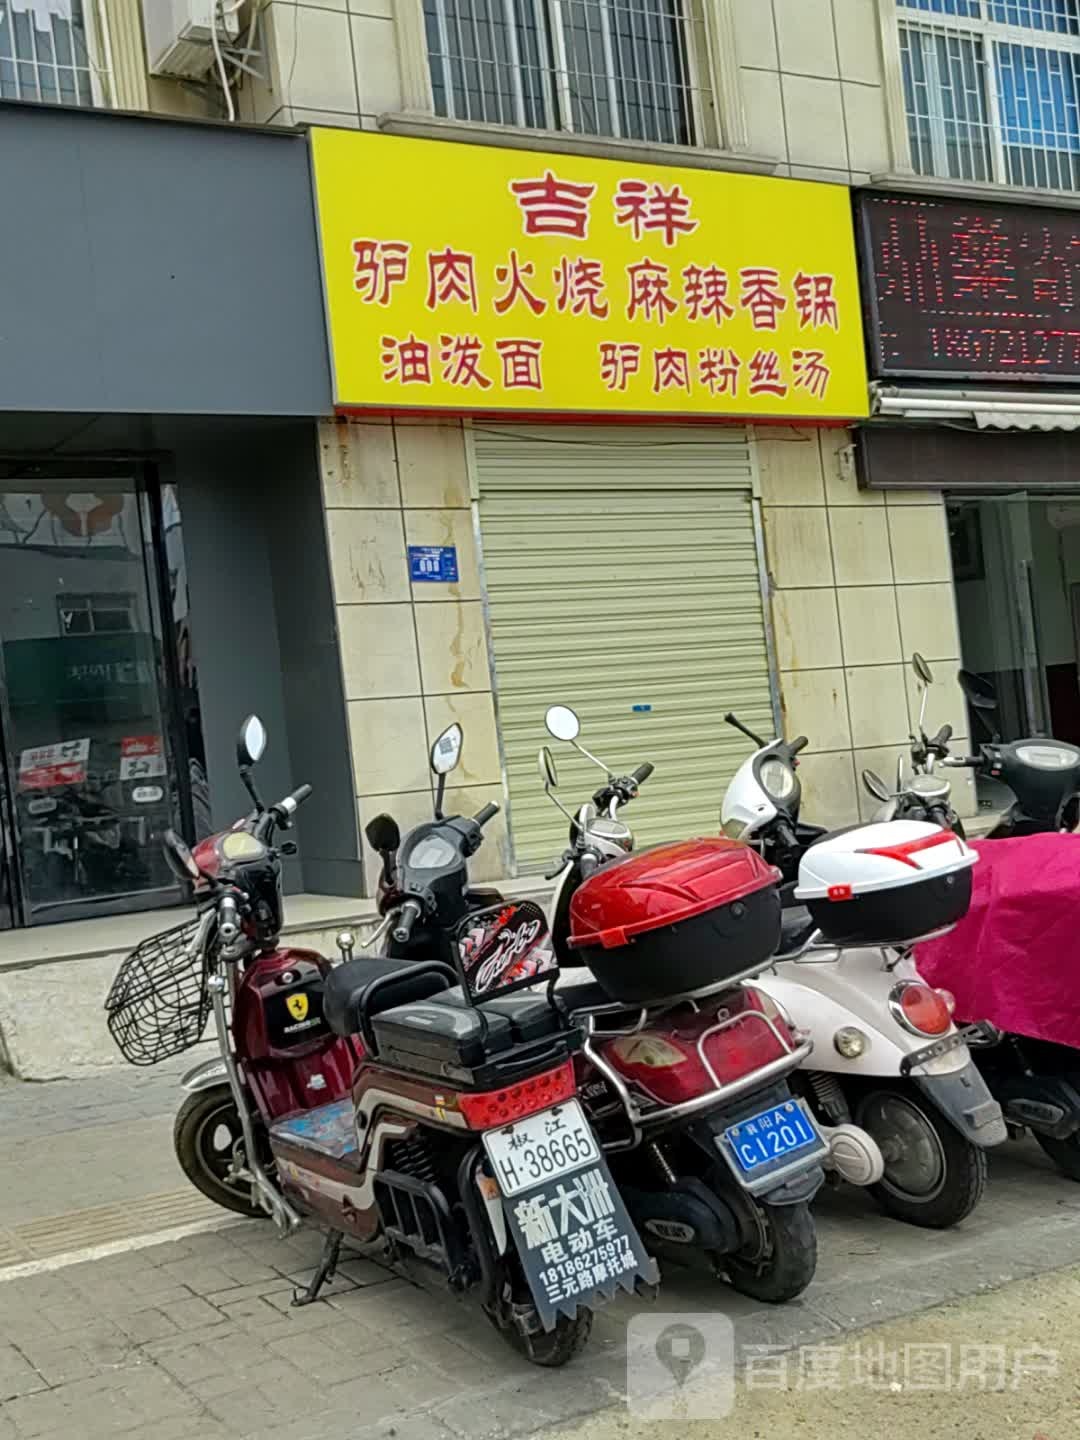 吉祥
驴肉火烧 麻辣香锅
油泼面 驴肉粉丝汤
186721277
Turbo
椒江
H·38665
新大洲
电动车
18186275977
三元路摩托城
襄阳A
C1201
百度地图用户